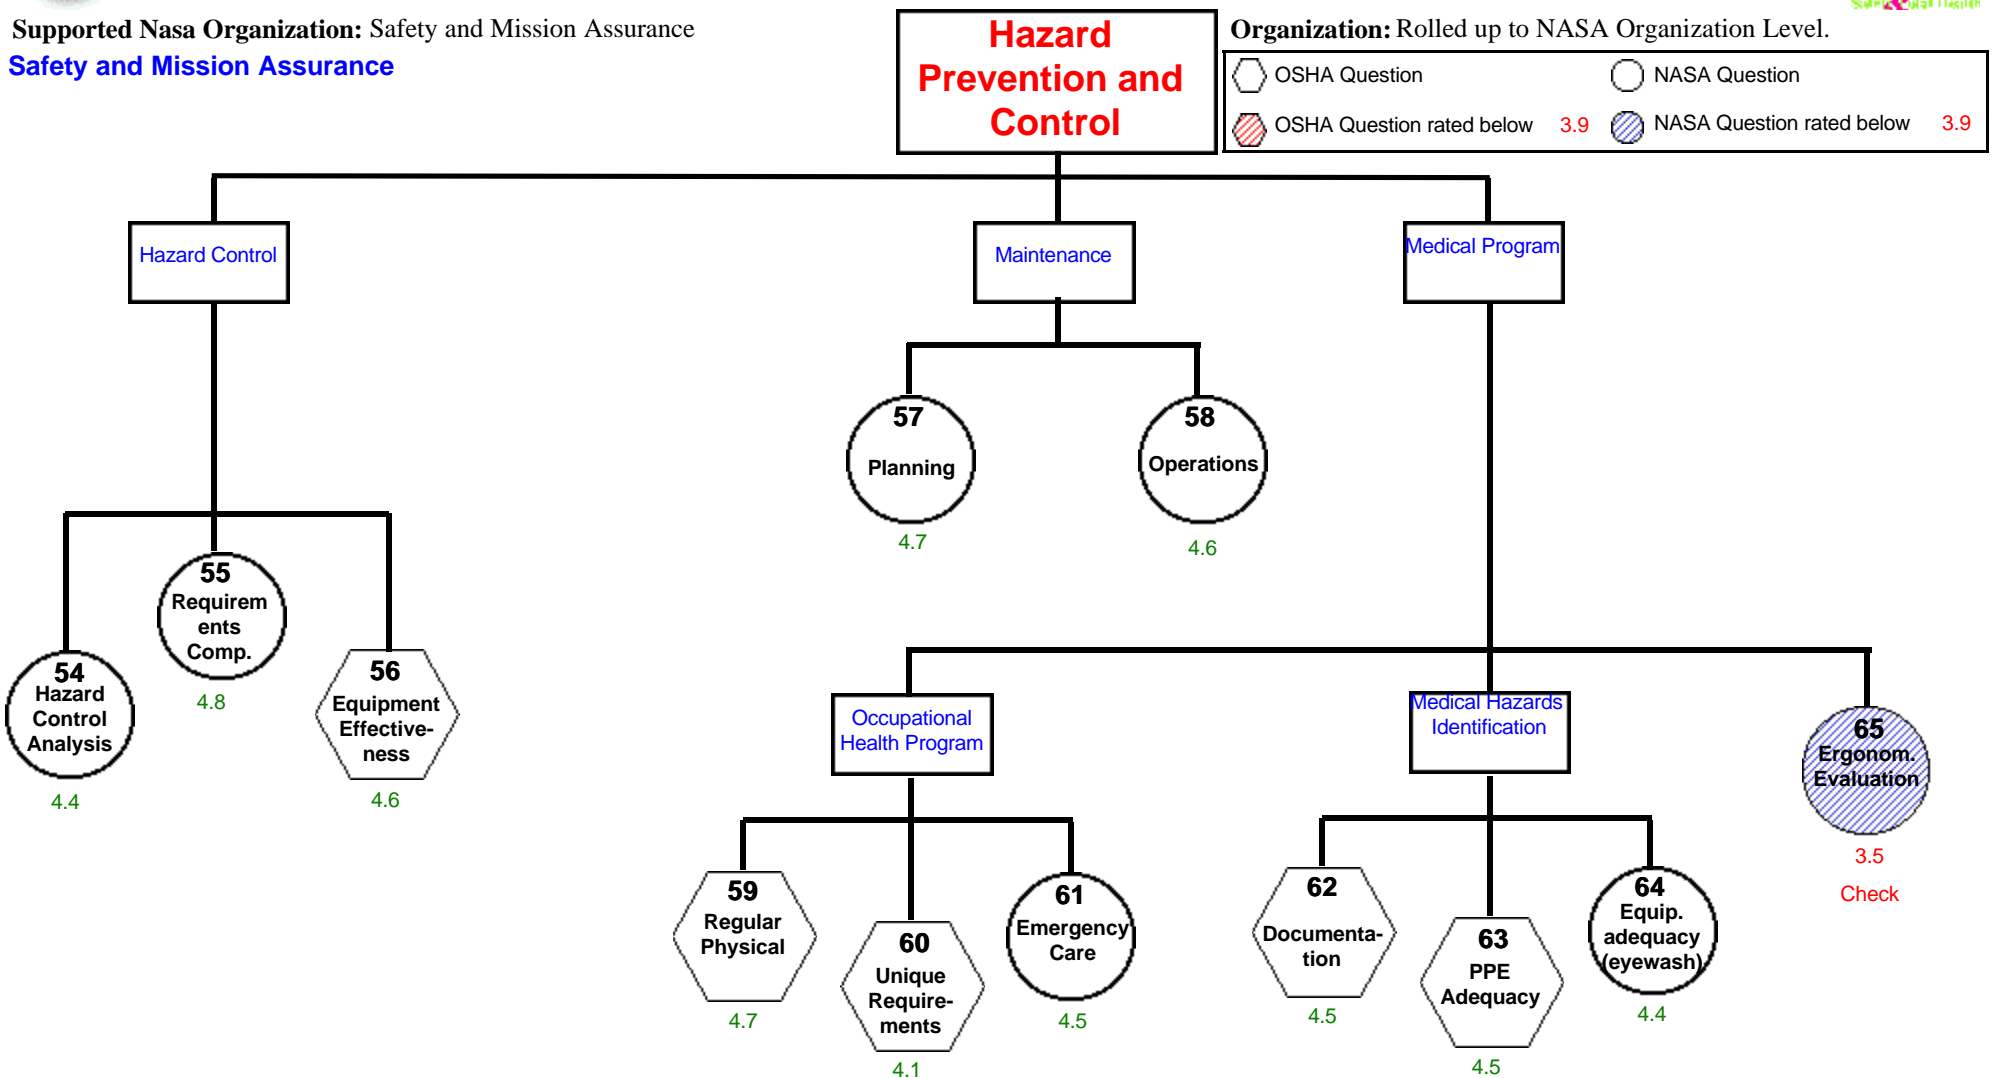 Supported Nasa Organization: Safety and Mission Assurance
Safety and Mission Assurance
Hazard
Prevention and
Control
Organization: Rolled up to NASA Organization Level.
OSHA Question
NASA Question
OSHA Question rated below 3.9
NASA Question rated below 3.9
Hazard Control
Maintenance
Medical Program
57
Planning
4.7
58
Operations
4.6
54
Hazard
Control
Analysis
4.4
55
Requirem
ents
Comp.
4.8
56
Equipment
Effective-
ness
4.6
Occupational
Health Program
Medical Hazards
Identification
65
Ergonom.
Evaluation
3.5
Check
59
Regular
Physical
4.7
60
Unique
Require-
ments
4.1
61
Emergency
Care
4.5
62
Documenta-
tion
4.5
63
PPE
Adequacy
4.5
64
Equip.
adequacy
(eyewash)
4.4